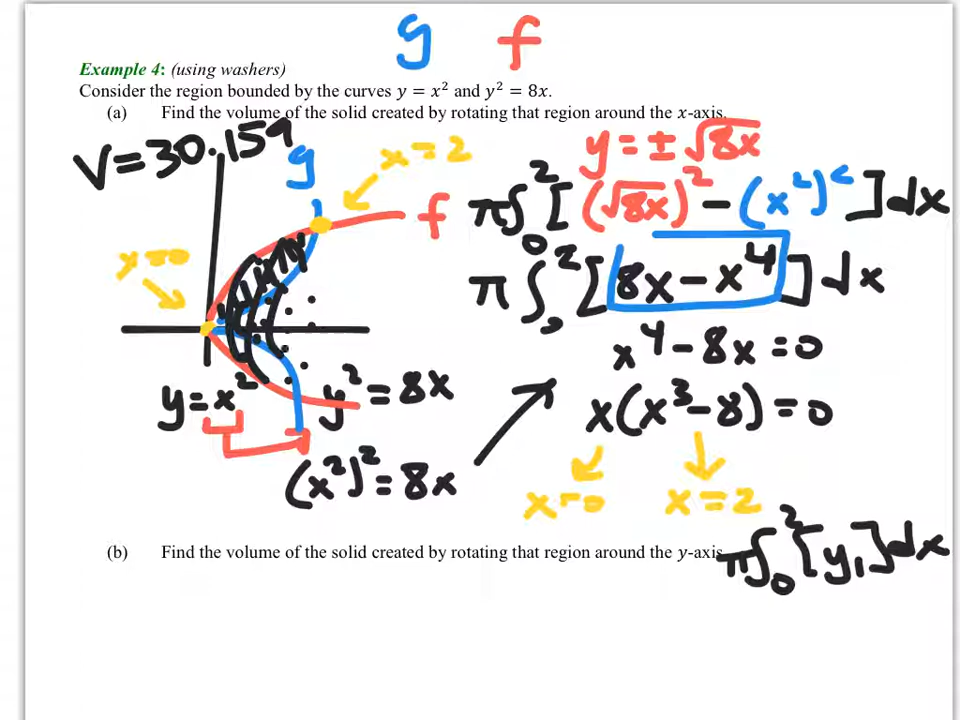 g f
Example 4: (using washers)
Consider the region bounded by the curves y = x² and y² = 8x.
(a) Find the volume of the solid created by rotating that region around the x-axis.
V = 30.159
g
x = 2
y = ± √8x
f
π∫₀² [(√8x)² − (x²)²] dx
x=0
π∫₀² [8x − x⁴] dx
x⁴ − 8x = 0
y = x²
y² = 8x
x(x³ − 8) = 0
(x²)² = 8x
x=0 x=2
(b) Find the volume of the solid created by rotating that region around the y-axis
π∫₀² [y₁] dx